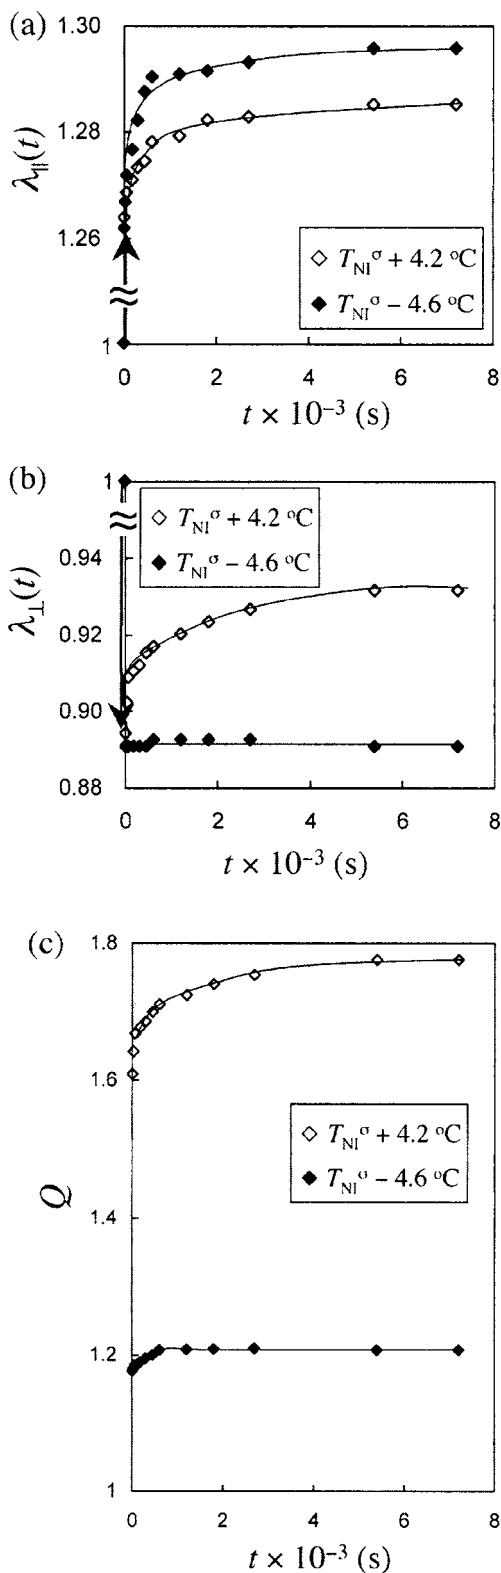 (a)
1.30
1.28
1.26
1
λ∥(t)
T_NI^σ + 4.2 °C
T_NI^σ − 4.6 °C
0 2 4 6 8
t × 10⁻³ (s)
(b)
1
0.94
0.92
0.90
0.88
λ⊥(t)
T_NI^σ + 4.2 °C
T_NI^σ − 4.6 °C
0 2 4 6 8
t × 10⁻³ (s)
(c)
1.8
1.6
1.4
1.2
1
Q
T_NI^σ + 4.2 °C
T_NI^σ − 4.6 °C
0 2 4 6 8
t × 10⁻³ (s)